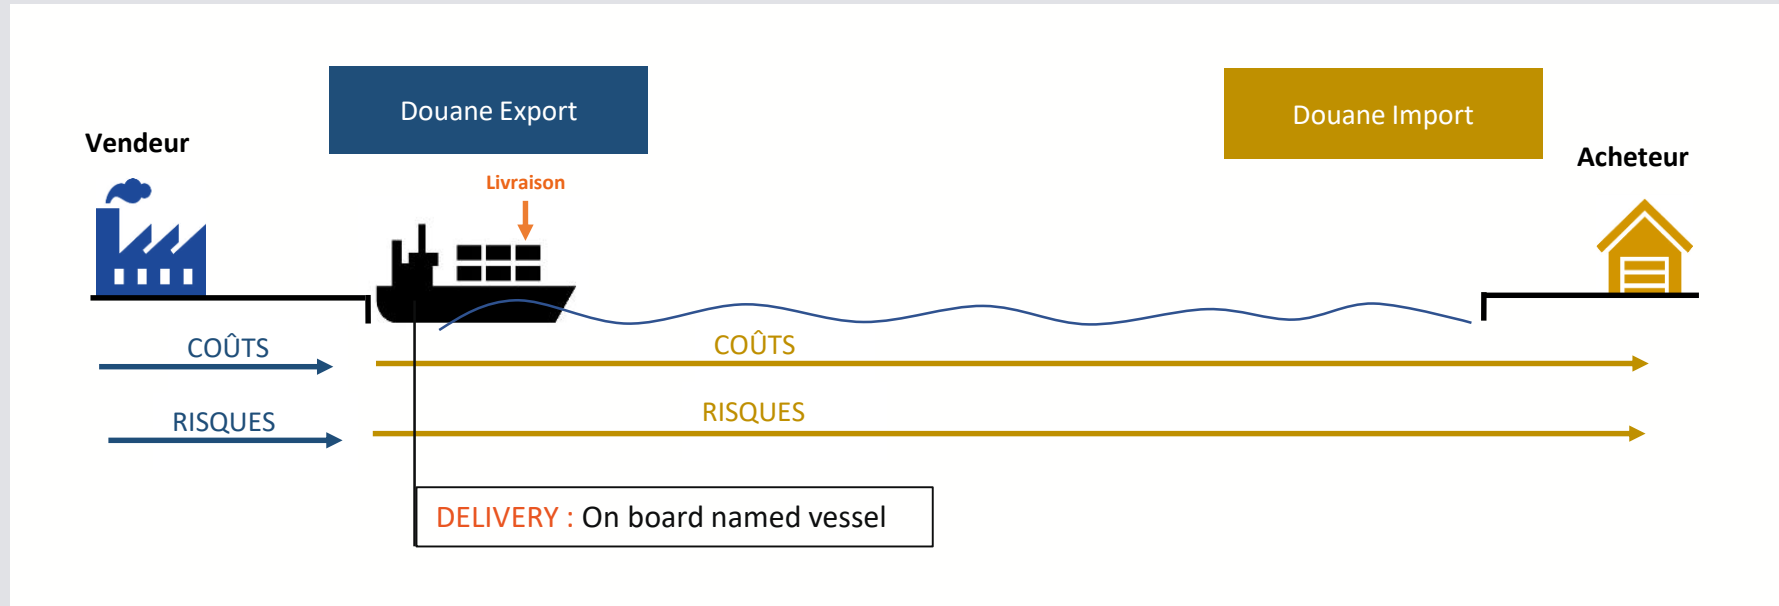 Douane Export
Douane Import
Vendeur
Acheteur
Livraison
COÛTS
COÛTS
RISQUES
RISQUES
DELIVERY : On board named vessel